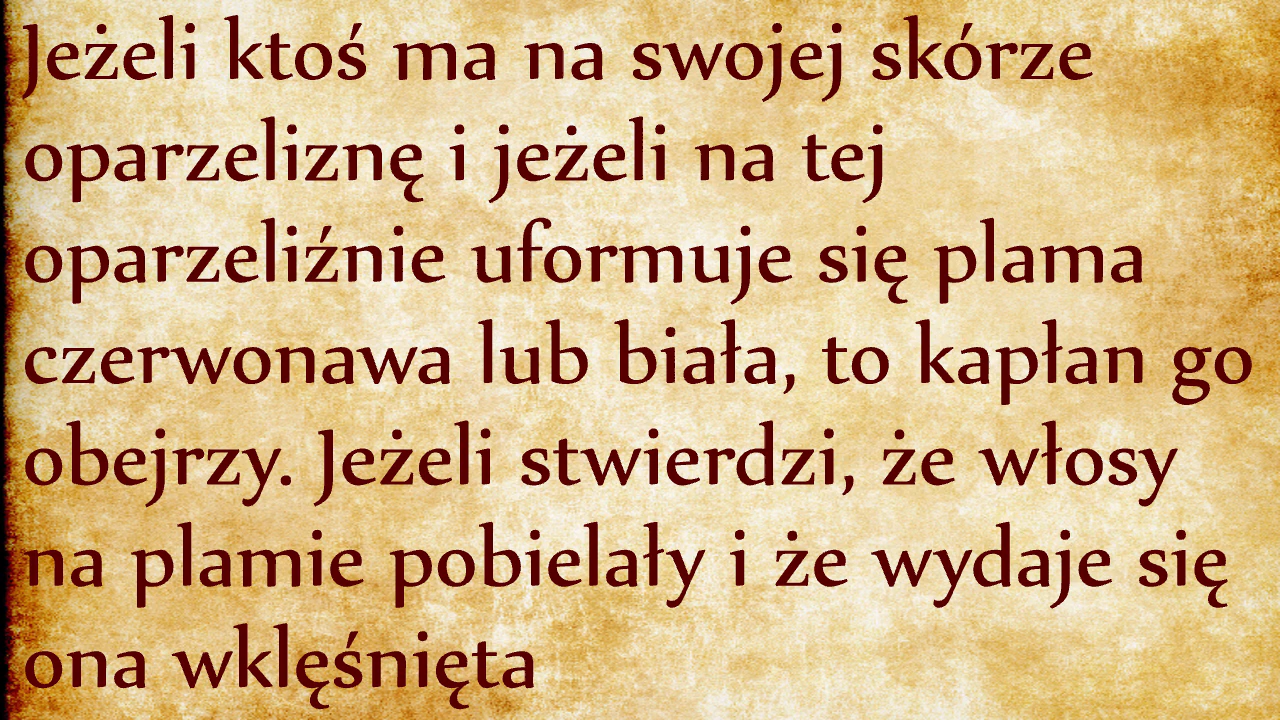 Jeżeli ktoś ma na swojej skórze
oparzeliznę i jeżeli na tej
oparzeliźnie uformuje się plama
czerwonawa lub biała, to kapłan go
obejrzy. Jeżeli stwierdzi, że włosy
na plamie pobielały i że wydaje się
ona wklęśnięta